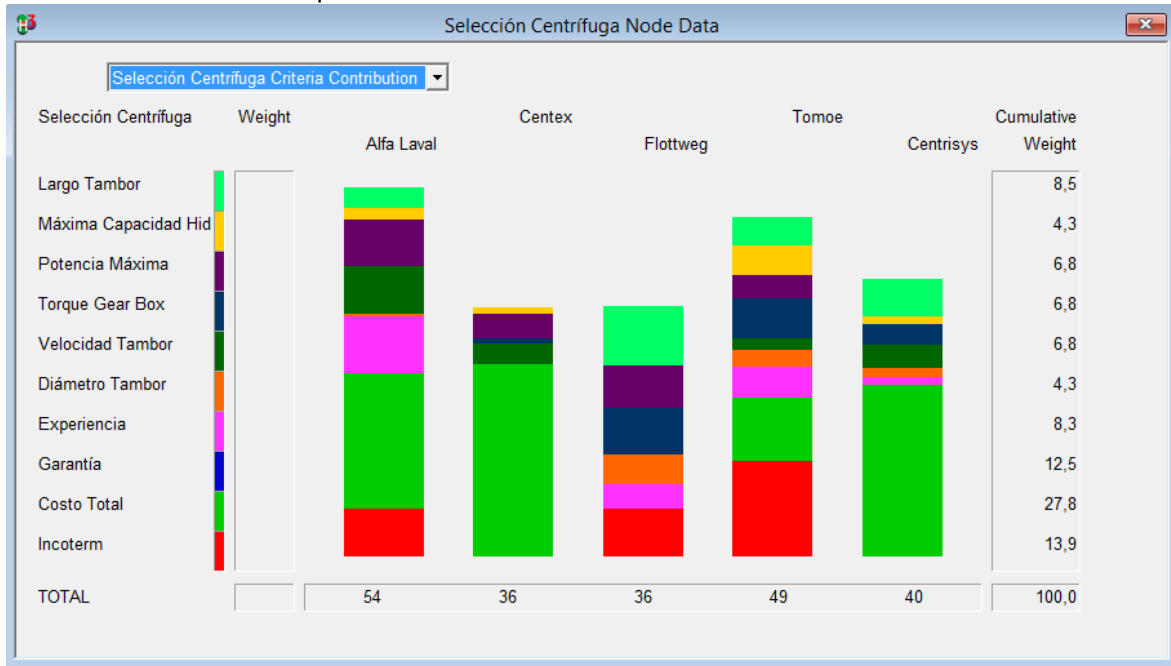 Selección Centrífuga Node Data
Selección Centrífuga Criteria Contribution
Selección Centrífuga Weight Centex Tomoe Cumulative
Alfa Laval Flottweg Centrisys Weight
Largo Tambor 8,5
Máxima Capacidad Hid 4,3
Potencia Máxima 6,8
Torque Gear Box 6,8
Velocidad Tambor 6,8
Diámetro Tambor 4,3
Experiencia 8,3
Garantía 12,5
Costo Total 27,8
Incoterm 13,9
TOTAL 54 36 36 49 40 100,0